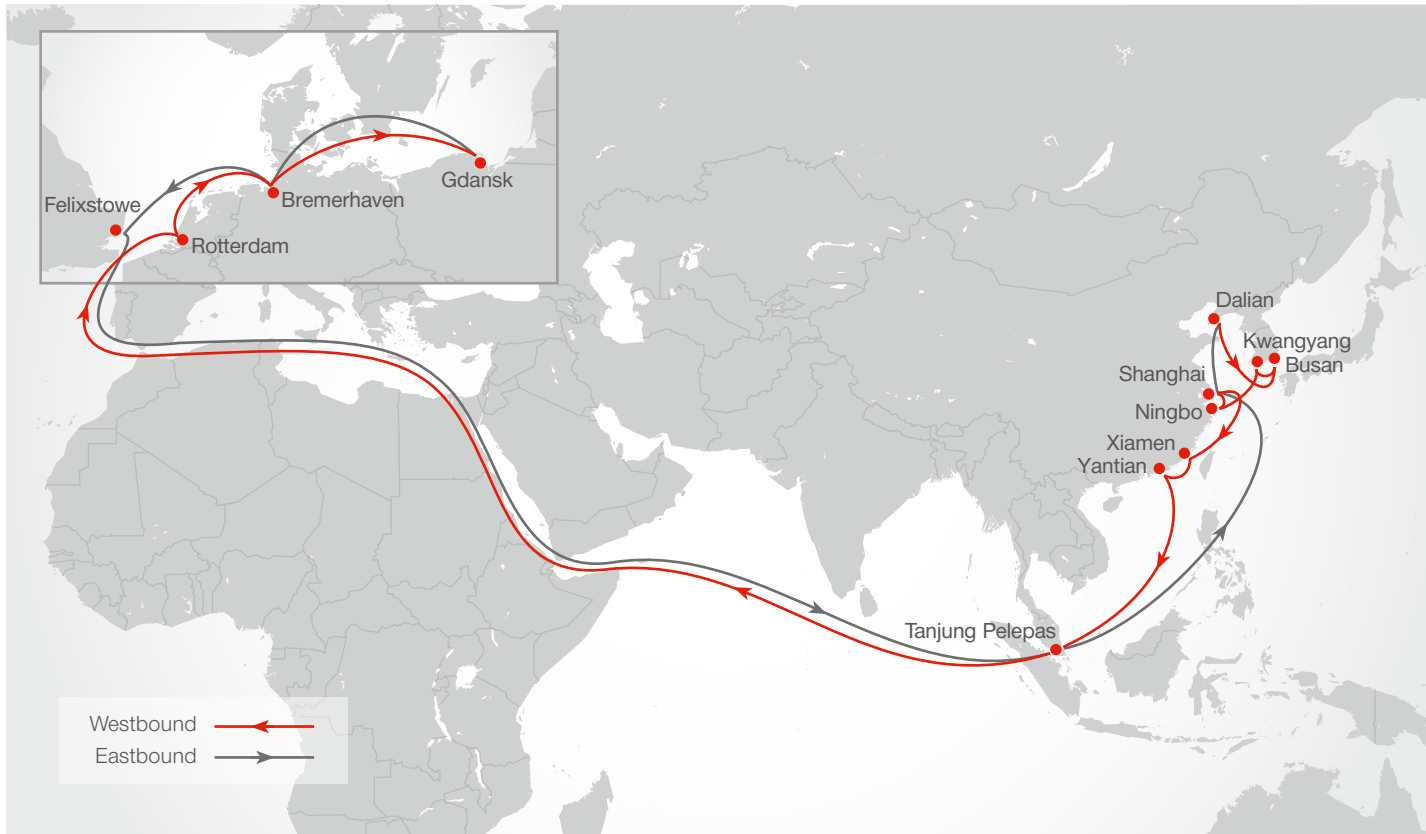 Gdansk
Bremerhaven
Felixstowe
Rotterdam
Dalian
Kwangyang
Busan
Shanghai
Ningbo
Xiamen
Yantian
Tanjung Pelepas
Westbound
Eastbound